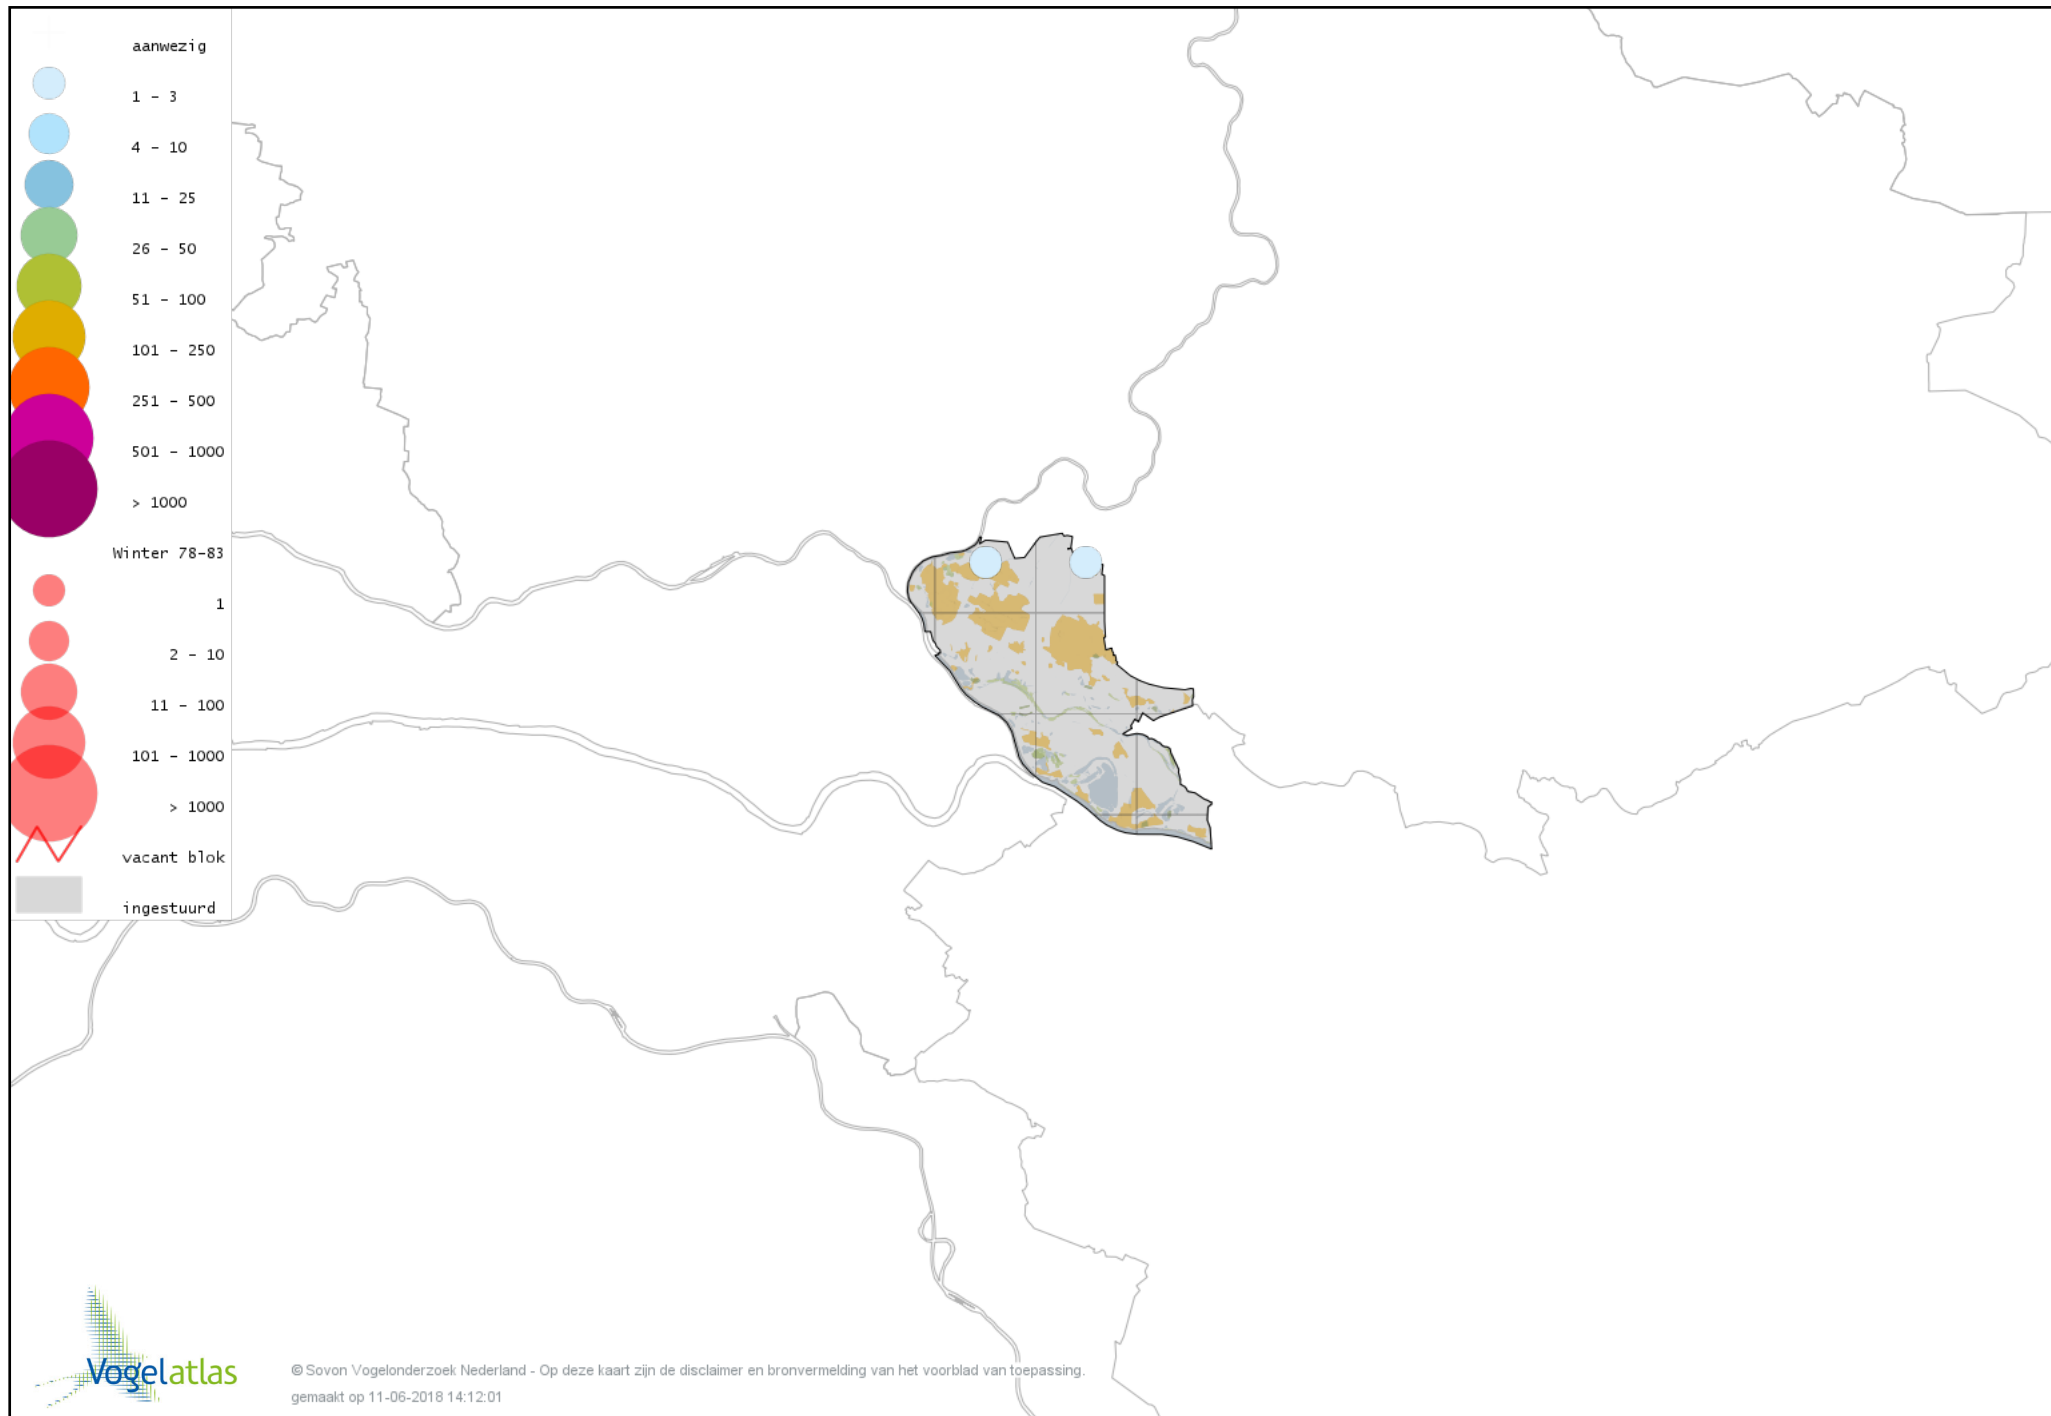 aanwezig
1 - 3
4 - 10
11 - 25
26 - 50
51 - 100
101 - 250
251 - 500
501 - 1000
> 1000
Winter 78-83
1
2 - 10
11 - 100
101 - 1000
> 1000
vacant blok
ingestuurd
Vogelatlas
© Sovon Vogelonderzoek Nederland - Op deze kaart zijn de disclaimer en bronvermelding van het voorblad van toepassing.
gemaakt op 11-06-2018 14:12:01